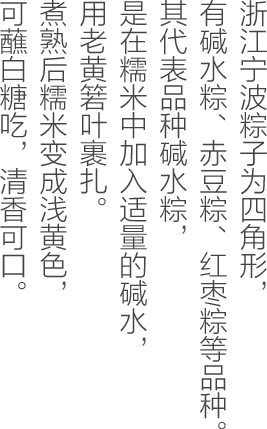 浙江宁波粽子为四角形，
有碱水粽、赤豆粽、红枣粽等品种。
其代表品种碱水粽，
是在糯米中加入适量的碱水，
用老黄箬叶裹扎。
煮熟后糯米变成浅黄色，
可蘸白糖吃，清香可口。